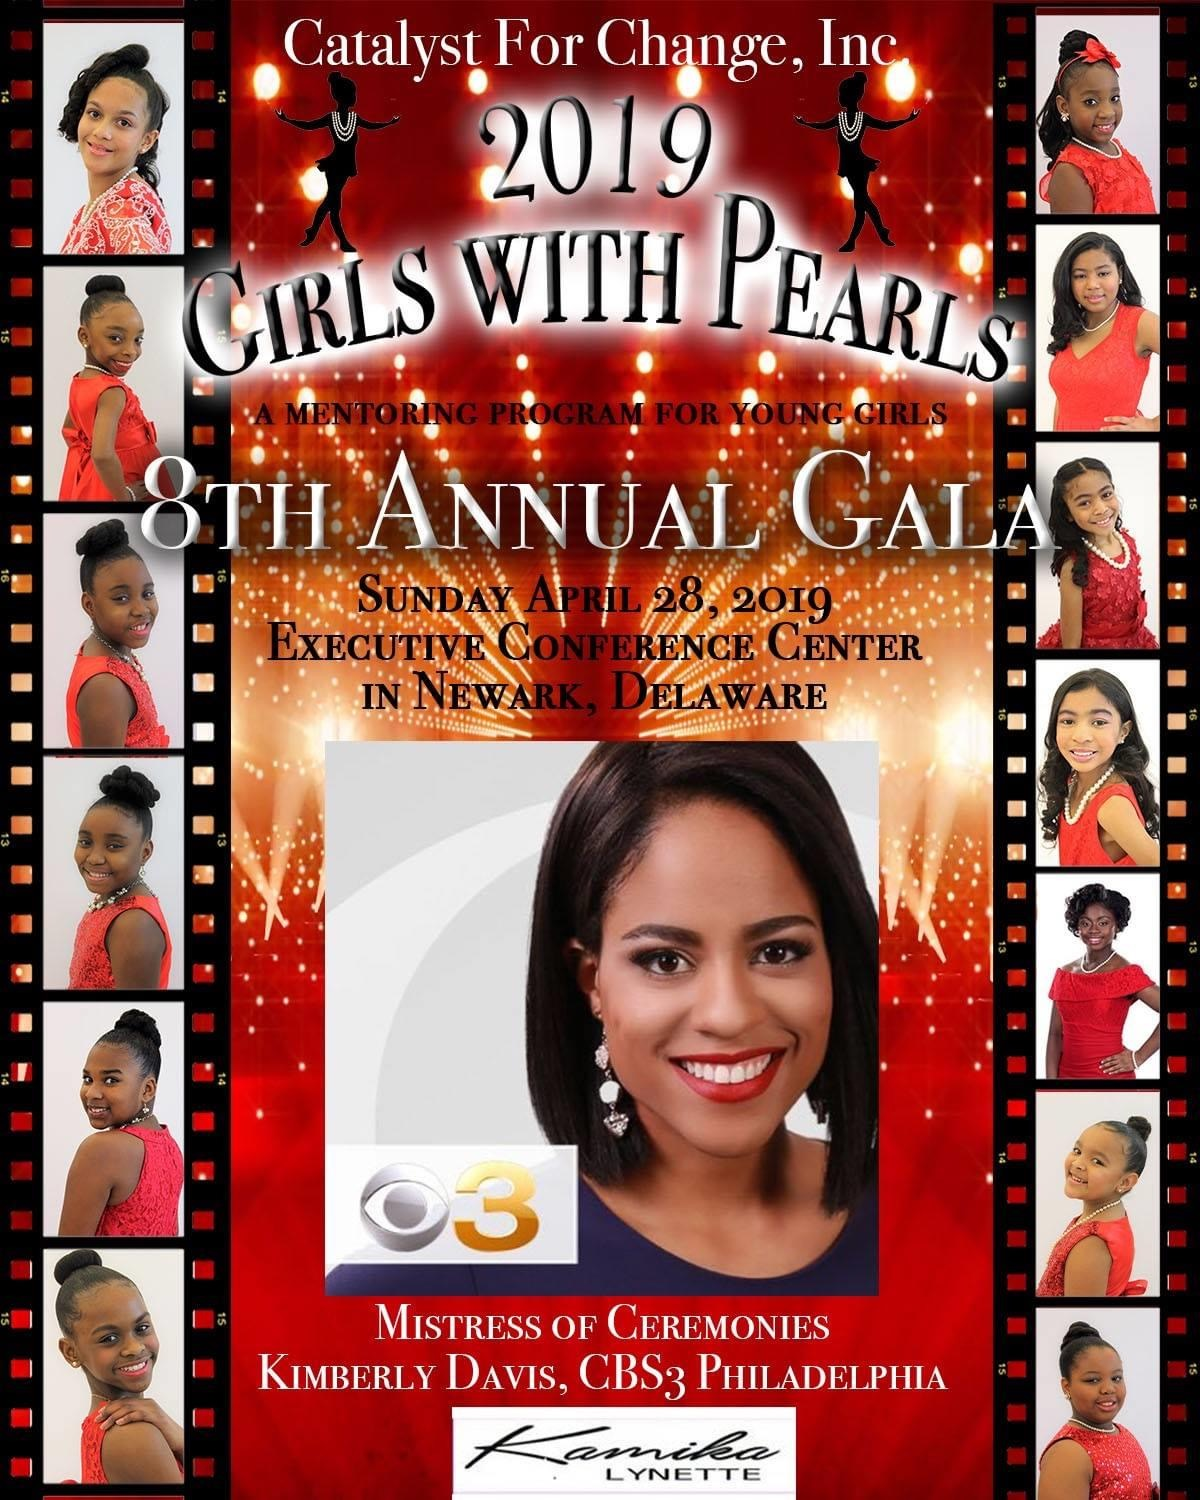 Catalyst For Change, Inc.
2019
Girls with Pearls
A MENTORING PROGRAM FOR YOUNG GIRLS
8th Annual Gala
Sunday April 28, 2019
Executive Conference Center
in Newark, Delaware
3
Mistress of Ceremonies
Kimberly Davis, CBS3 Philadelphia
Kamika
LYNETTE